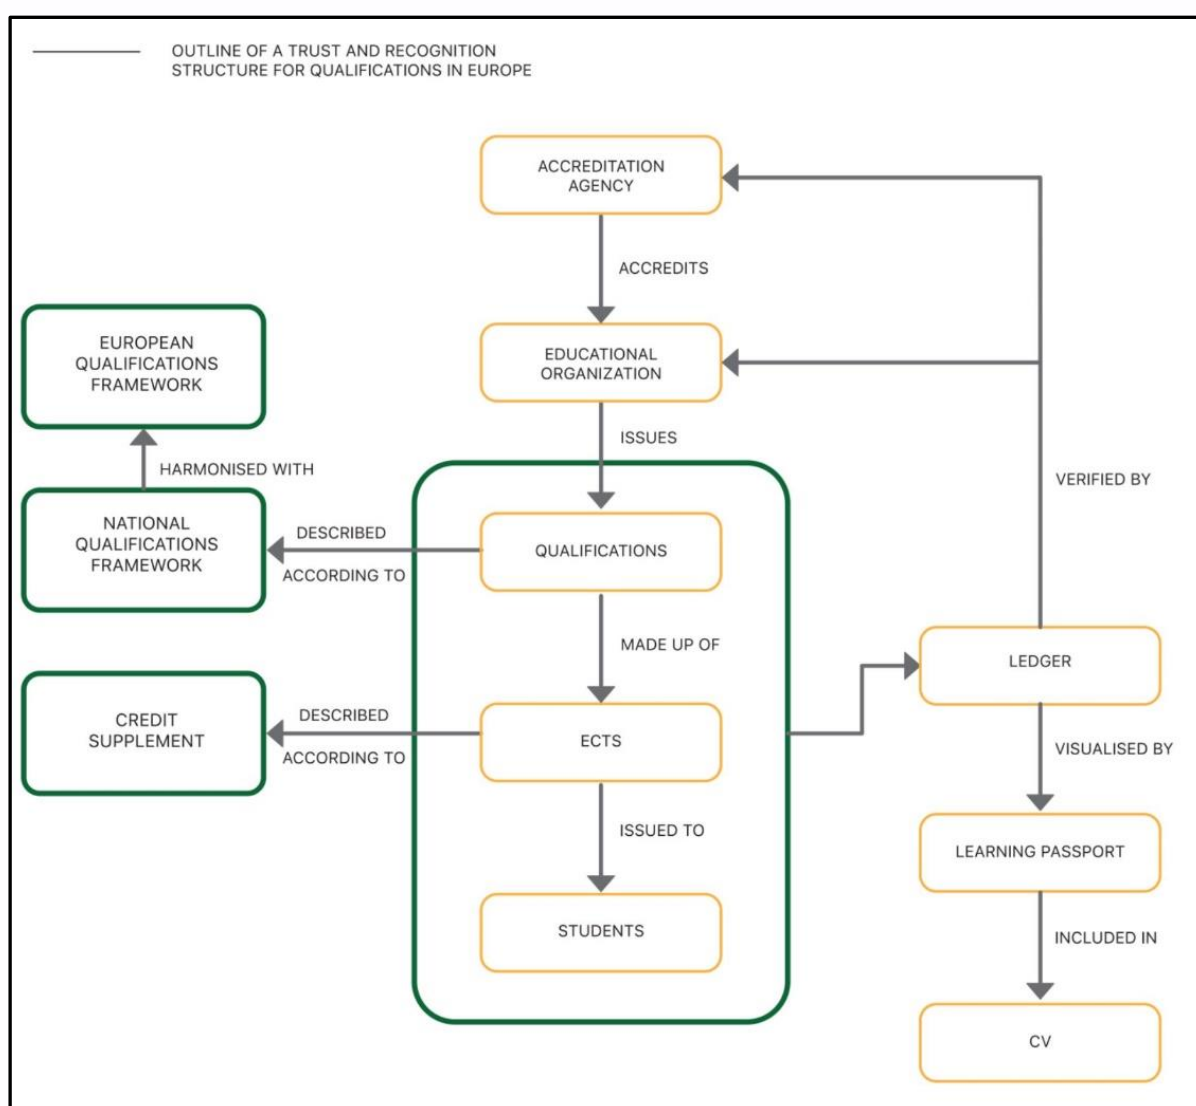 OUTLINE OF A TRUST AND RECOGNITION
STRUCTURE FOR QUALIFICATIONS IN EUROPE
ACCREDITATION
AGENCY
ACCREDITS
EDUCATIONAL
ORGANIZATION
ISSUES
EUROPEAN
QUALIFICATIONS
FRAMEWORK
HARMONISED WITH
NATIONAL
QUALIFICATIONS
FRAMEWORK
DESCRIBED
ACCORDING TO
QUALIFICATIONS
MADE UP OF
CREDIT
SUPPLEMENT
DESCRIBED
ACCORDING TO
ECTS
ISSUED TO
STUDENTS
VERIFIED BY
LEDGER
VISUALISED BY
LEARNING PASSPORT
INCLUDED IN
CV